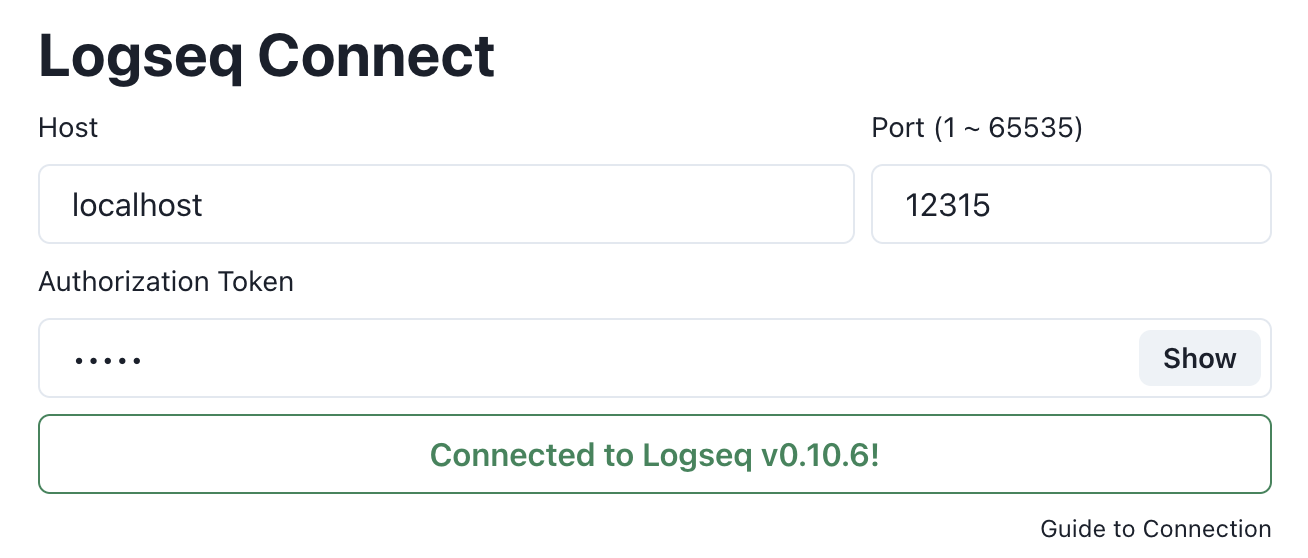 Logseq Connect
Host
Port (1 ~ 65535)
localhost
12315
Authorization Token
•••••
Show
Connected to Logseq v0.10.6!
Guide to Connection